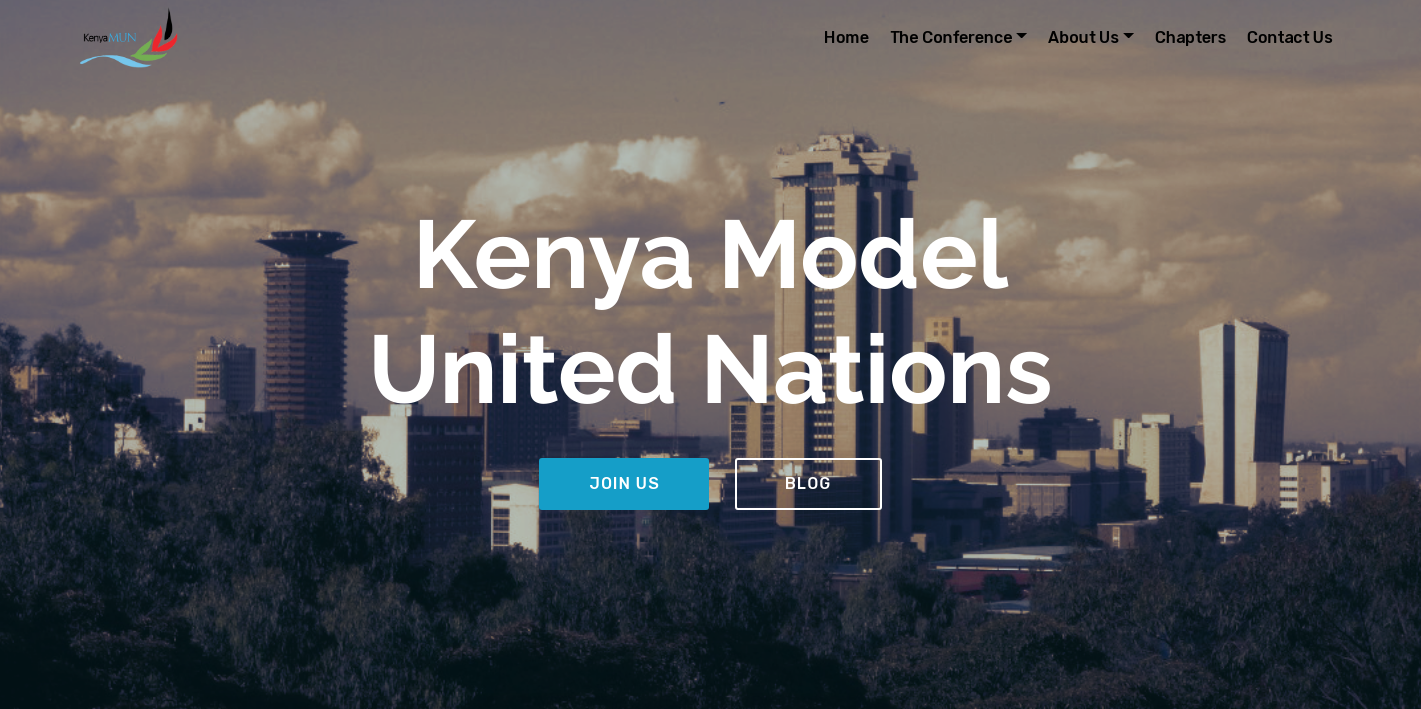 KenyaMUN
Home The Conference About Us Chapters Contact Us
Kenya Model
United Nations
JOIN US BLOG